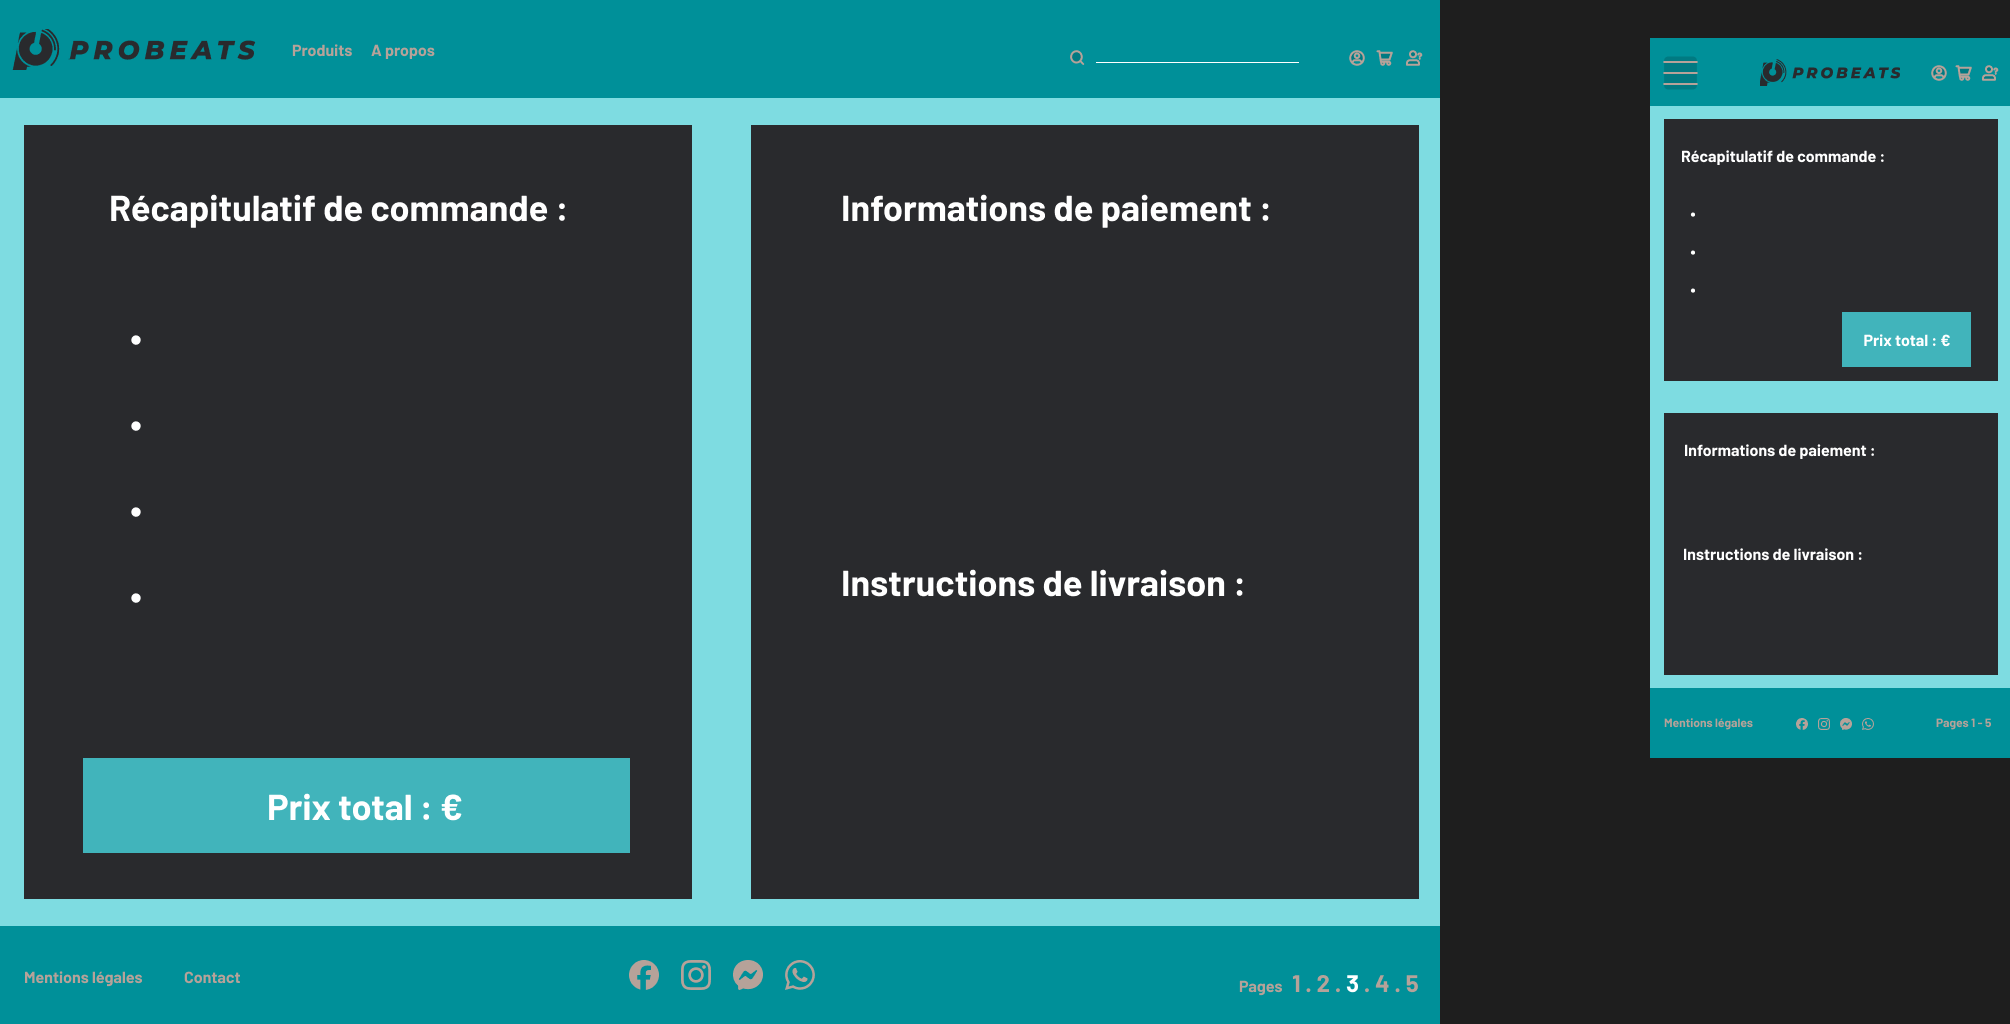 PROBEATS
Produits
A propos
Récapitulatif de commande :
•
•
•
•
Prix total : €
Informations de paiement :
Instructions de livraison :
Mentions légales
Contact
Pages 1 . 2 . 3 . 4 . 5
PROBEATS
Récapitulatif de commande :
•
•
•
Prix total : €
Informations de paiement :
Instructions de livraison :
Mentions légales
Pages 1 - 5